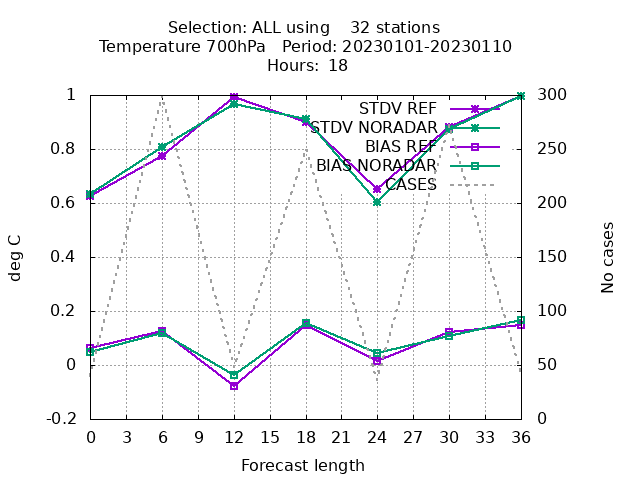 Selection: ALL using    32 stations
Temperature 700hPa   Period: 20230101-20230110
Hours:  18
1
0.8
0.6
0.4
0.2
0
-0.2
deg C
STDV REF
STDV NORADAR
BIAS REF
BIAS NORADAR
CASES
300
250
200
150
100
50
0
No cases
0 3 6 9 12 15 18 21 24 27 30 33 36
Forecast length